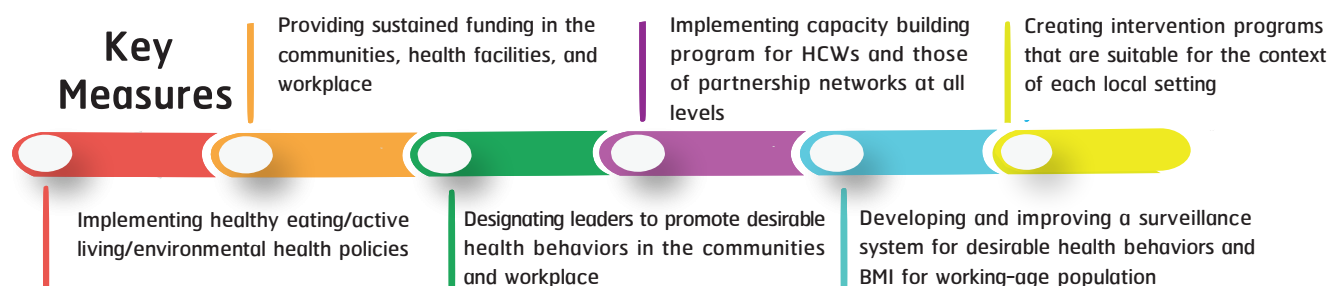 Key
Measures
Providing sustained funding in the
communities, health facilities, and
workplace
Implementing capacity building
program for HCWs and those
of partnership networks at all
levels
Creating intervention programs
that are suitable for the context
of each local setting
Implementing healthy eating/active
living/environmental health policies
Designating leaders to promote desirable
health behaviors in the communities
and workplace
Developing and improving a surveillance
system for desirable health behaviors and
BMI for working-age population